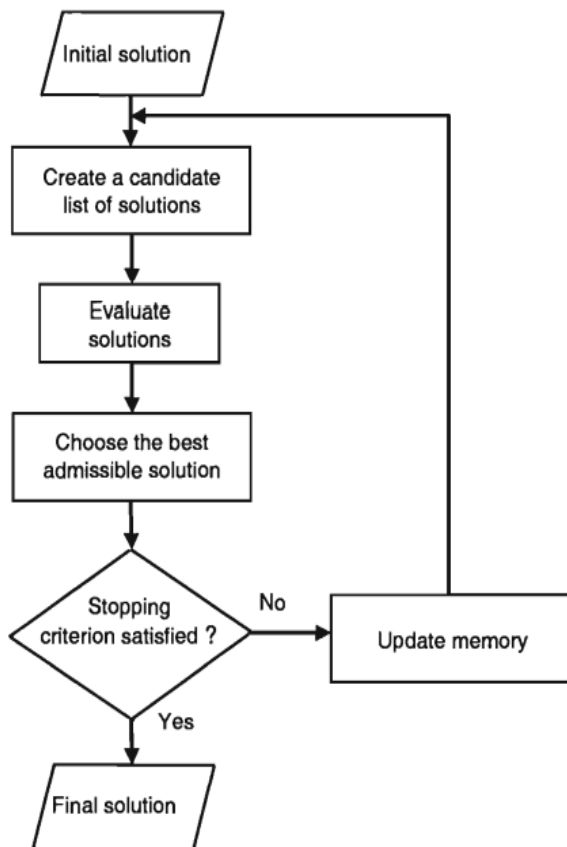 Initial solution
Create a candidate
list of solutions
Evaluate
solutions
Choose the best
admissible solution
Stopping
criterion satisfied ?
No
Update memory
Yes
Final solution